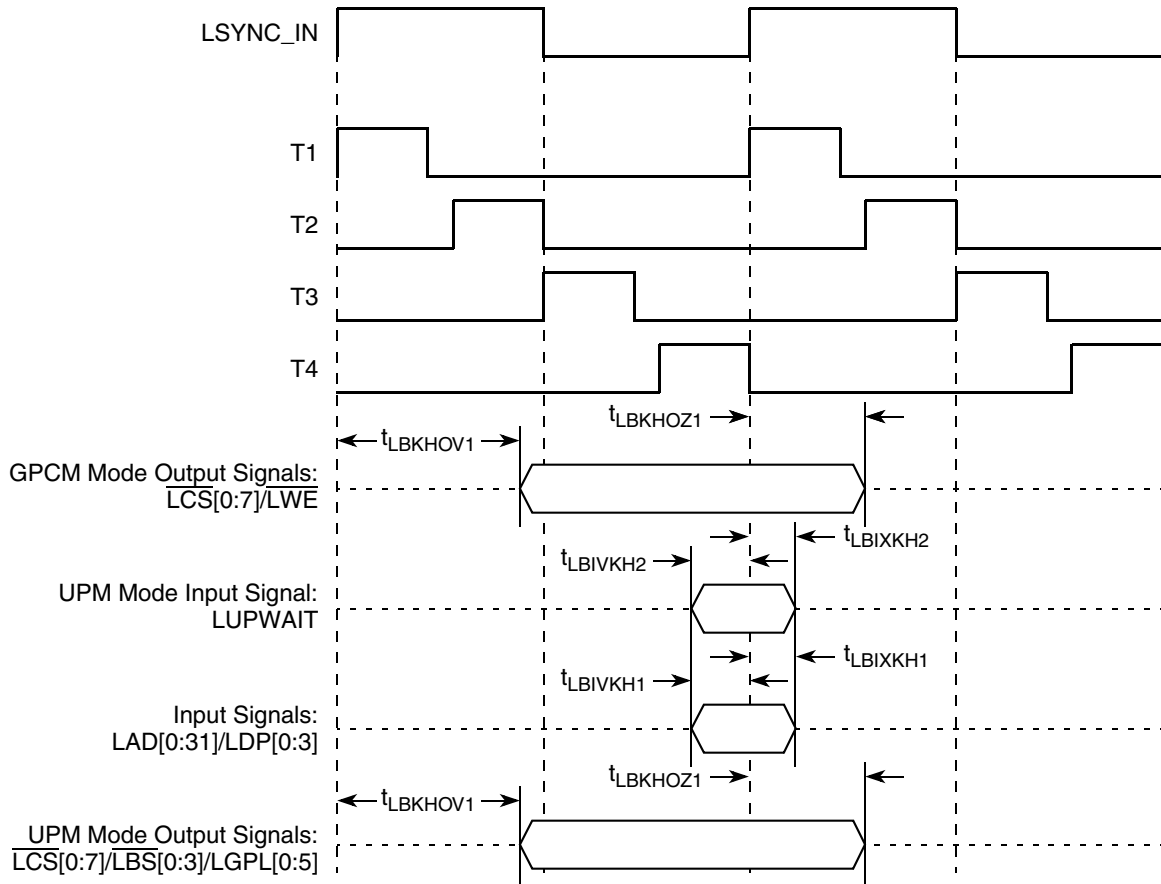 LSYNC_IN
T1
T2
T3
T4
tLBKHOZ1
tLBKHOV1
GPCM Mode Output Signals:
LCS[0:7]/LWE
tLBIXKH2
tLBIVKH2
UPM Mode Input Signal:
LUPWAIT
tLBIXKH1
tLBIVKH1
Input Signals:
LAD[0:31]/LDP[0:3]
tLBKHOZ1
tLBKHOV1
UPM Mode Output Signals:
LCS[0:7]/LBS[0:3]/LGPL[0:5]